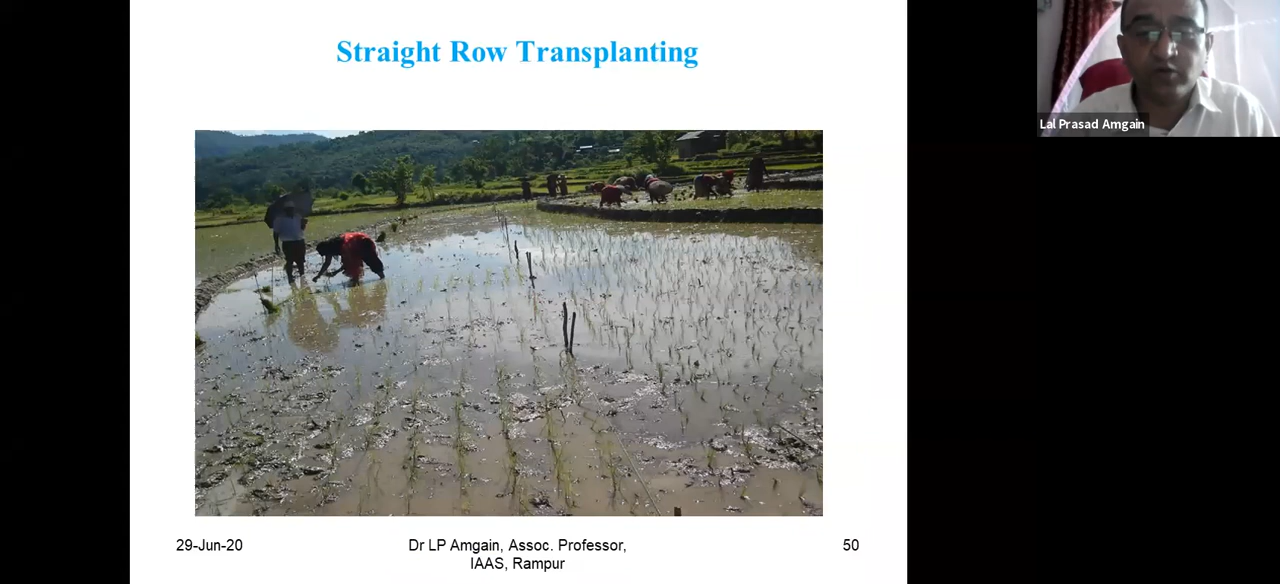 Straight Row Transplanting
Lal Prasad Amgain
29-Jun-20
Dr LP Amgain, Assoc. Professor,
IAAS, Rampur
50